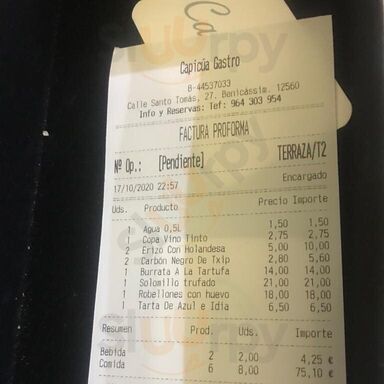 Ca
Capicúa Gastro
B-44537033
Calle Santo Tomás, 27. Benicàssim. 12560
Info y Reservas: Tef: 964 303 954
FACTURA PROFORMA
Nº Op.: [Pendiente] TERRAZA/T2
17/10/2020 22:57 Encargado
Uds. Producto Precio Importe
1 Agua 0,5L 1,50 1,50
1 Copa Vino Tinto 2,75 2,75
2 Erizo Con Holandesa 5,00 10,00
2 Carbón Negro De Txip 2,80 5,60
1 Burrata A La Tartufa 14,00 14,00
1 Solomillo trufado 21,00 21,00
1 Robellones con huevo 18,00 18,00
1 Tarta De Azul e Idia 6,50 6,50
Resumen Prod. Uds. Importe
Bebida 2 2,00 4,25 €
Comida 6 8,00 75,10 €